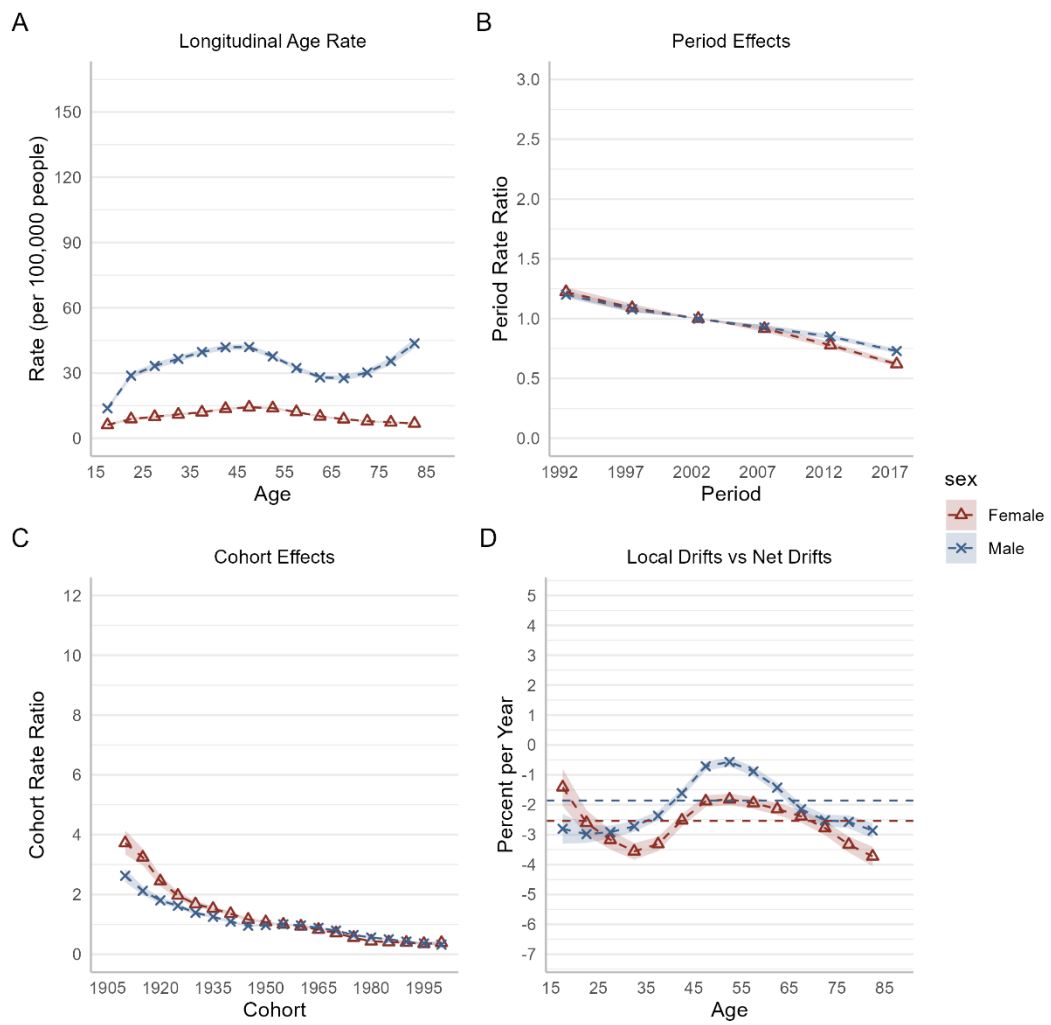 A
Longitudinal Age Rate
Rate (per 100,000 people)
150
120
90
60
30
0
15 25 35 45 55 65 75 85
Age
B
Period Effects
Period Rate Ratio
3.0
2.5
2.0
1.5
1.0
0.5
0.0
1992 1997 2002 2007 2012 2017
Period
sex
Female
Male
C
Cohort Effects
Cohort Rate Ratio
12
10
8
6
4
2
0
1905 1920 1935 1950 1965 1980 1995
Cohort
D
Local Drifts vs Net Drifts
Percent per Year
5
4
3
2
1
0
-1
-2
-3
-4
-5
-6
-7
15 25 35 45 55 65 75 85
Age